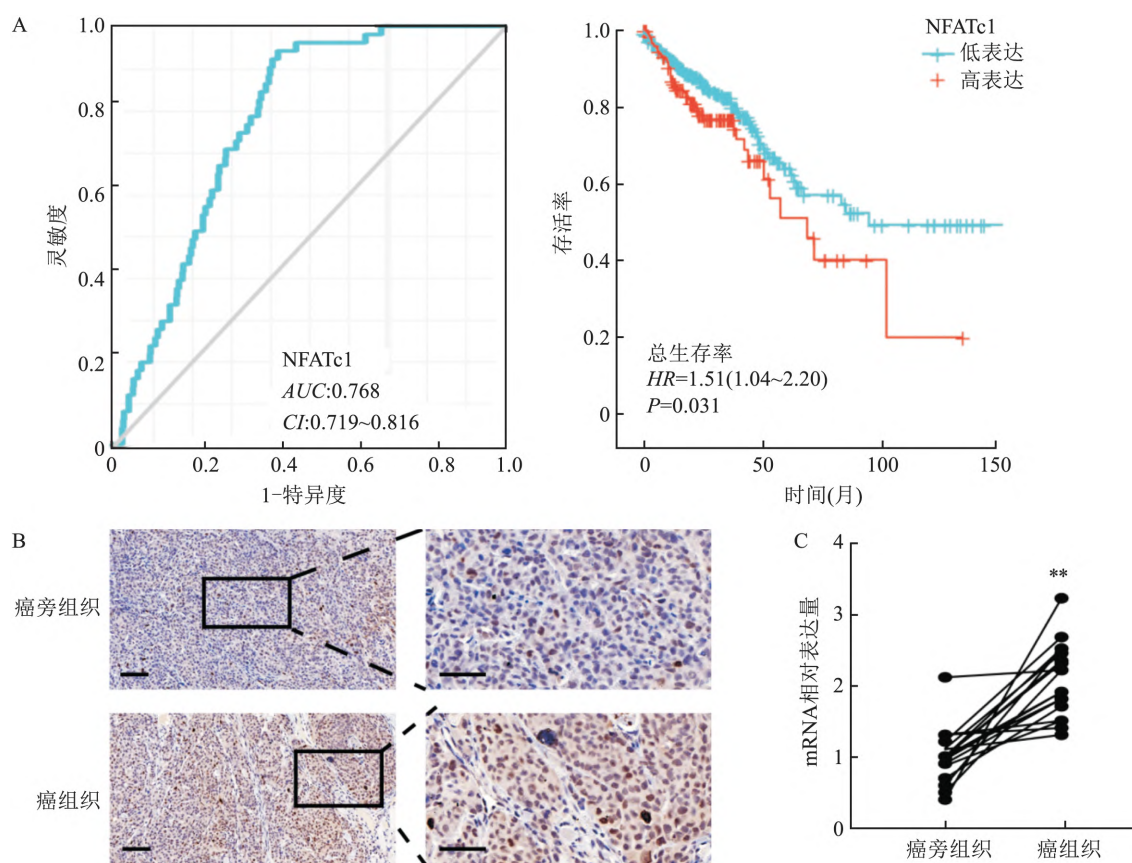 A
灵敏度
1.0
0.8
0.6
0.4
0.2
0
0
0.2
0.4
0.6
0.8
1.0
1-特异度
NFATc1
AUC:0.768
CI:0.719~0.816
存活率
1.0
0.8
0.6
0.4
0.2
0
0
50
100
150
时间(月)
NFATc1
低表达
高表达
总生存率
HR=1.51(1.04~2.20)
P=0.031
B
癌旁组织
癌组织
C
mRNA相对表达量
4
3
2
1
0
**
癌旁组织
癌组织